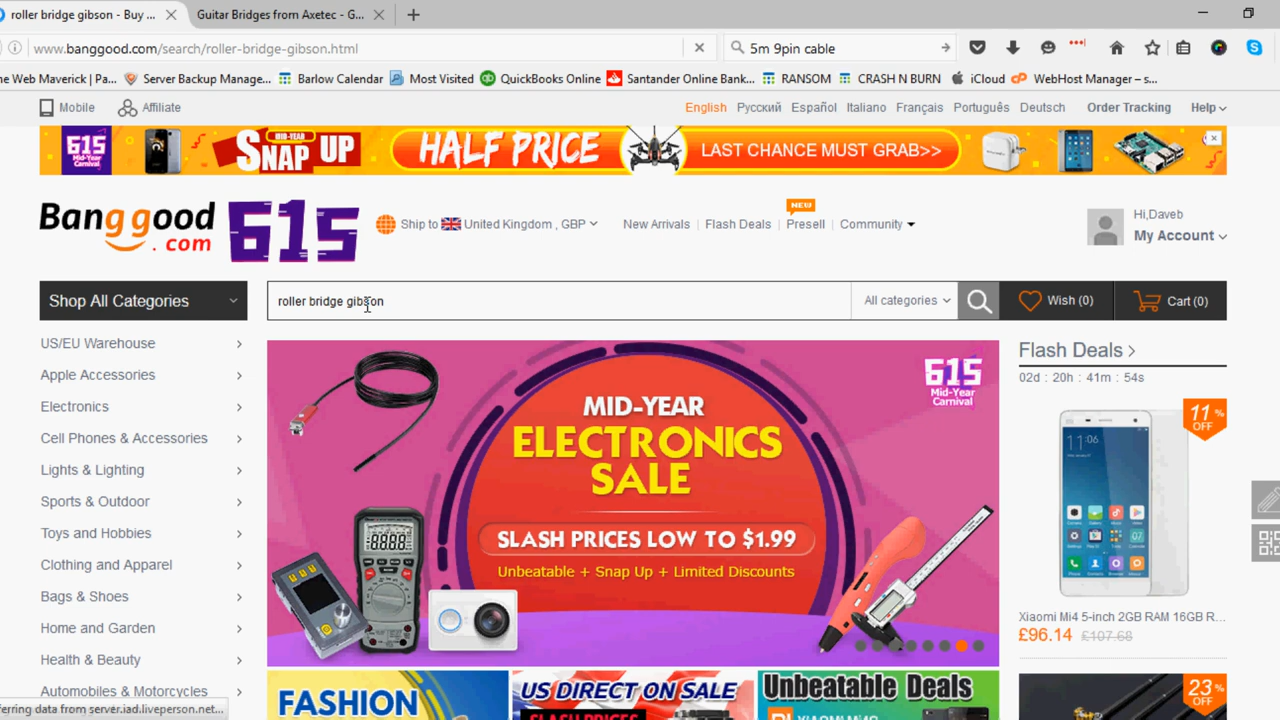 roller bridge gibson - Buy ...
Guitar Bridges from Axetec - G...
www.banggood.com/search/roller-bridge-gibson.html
5m 9pin cable
he Web Maverick | Pa...
Server Backup Manage...
Barlow Calendar
Most Visited
QuickBooks Online
Santander Online Bank...
RANSOM
CRASH N BURN
iCloud
WebHost Manager – s...
Mobile
Affiliate
English
Русский
Español
Italiano
Français
Português
Deutsch
Order Tracking
Help
615
Mid-Year
Carnival
MID-YEAR
SNAP UP
HALF PRICE
LAST CHANCE MUST GRAB>>
Banggood
.com
615
Ship to
United Kingdom , GBP
New Arrivals
Flash Deals
NEW
Presell
Community
Hi,Daveb
My Account
Shop All Categories
roller bridge gibson
All categories
Wish (0)
Cart (0)
US/EU Warehouse
Apple Accessories
Electronics
Cell Phones & Accessories
Lights & Lighting
Sports & Outdoor
Toys and Hobbies
Clothing and Apparel
Bags & Shoes
Home and Garden
Health & Beauty
Automobiles & Motorcycles
615
Mid-Year
Carnival
MID-YEAR
ELECTRONICS
SALE
SLASH PRICES LOW TO $1.99
Unbeatable + Snap Up + Limited Discounts
Flash Deals
02d : 20h : 41m : 54s
11 %
OFF
11:06
Xiaomi Mi4 5-inch 2GB RAM 16GB R...
£96.14 £107.68
23 %
OFF
FASHION
US DIRECT ON SALE
Unbeatable Deals
erring data from server.iad.liveperson.net...